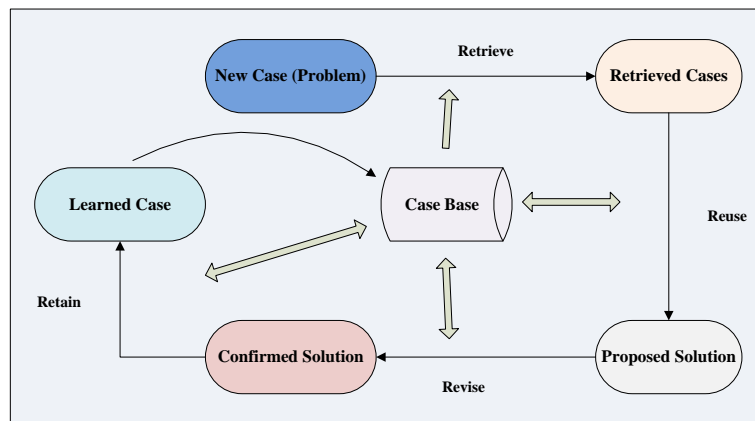 Retrieve
New Case (Problem)
Retrieved Cases
Learned Case
Case Base
Reuse
Retain
Confirmed Solution
Proposed Solution
Revise